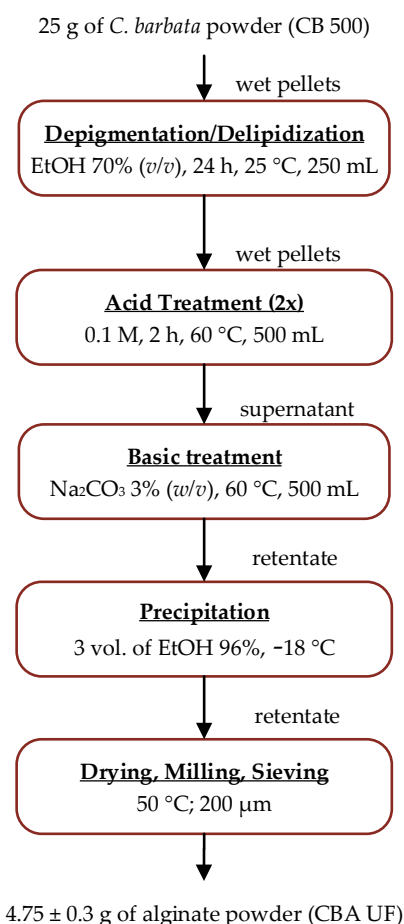 25 g of C. barbata powder (CB 500)
wet pellets
Depigmentation/Delipidization
EtOH 70% (v/v), 24 h, 25 °C, 250 mL
wet pellets
Acid Treatment (2x)
0.1 M, 2 h, 60 °C, 500 mL
supernatant
Basic treatment
Na₂CO₃ 3% (w/v), 60 °C, 500 mL
retentate
Precipitation
3 vol. of EtOH 96%, −18 °C
retentate
Drying, Milling, Sieving
50 °C; 200 µm
4.75 ± 0.3 g of alginate powder (CBA UF)